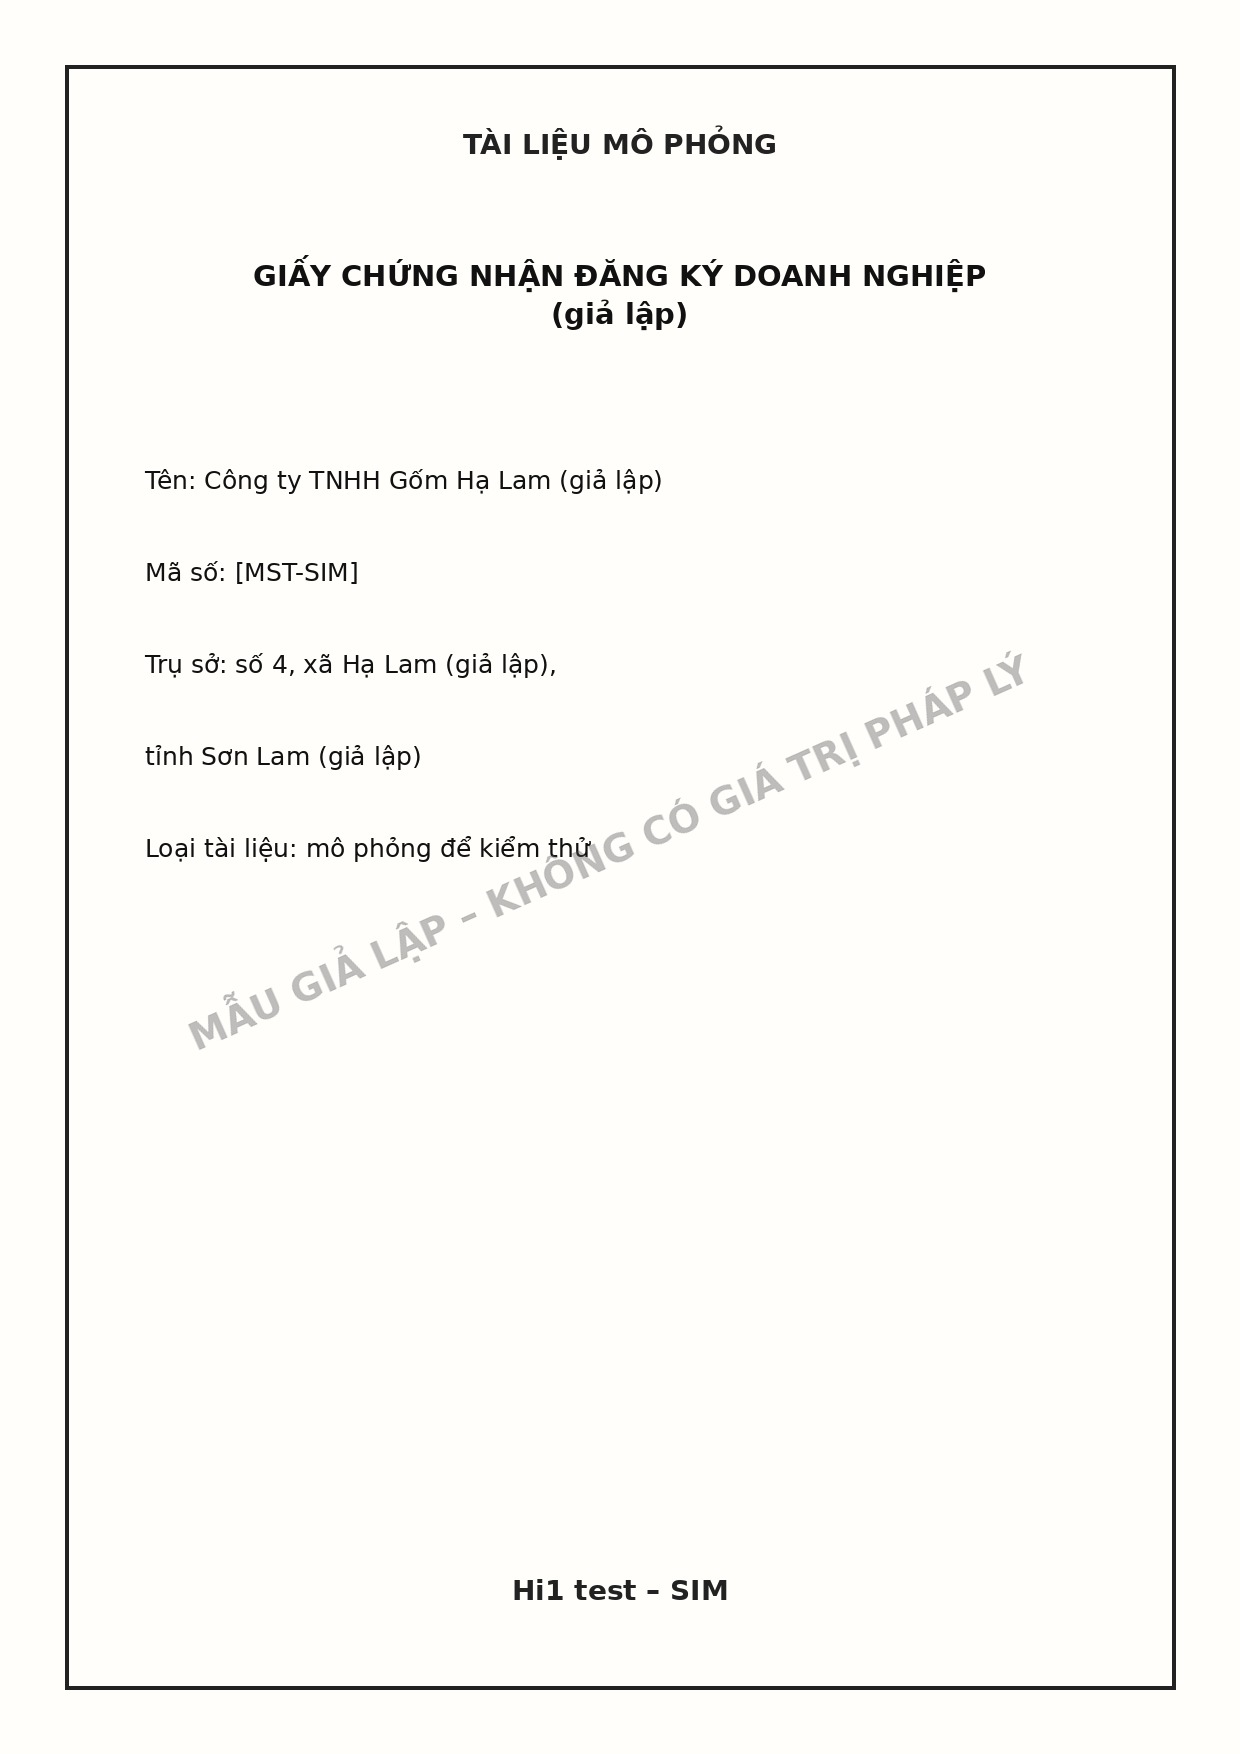 TÀI LIỆU MÔ PHỎNG
GIẤY CHỨNG NHẬN ĐĂNG KÝ DOANH NGHIỆP
(giả lập)
Tên: Công ty TNHH Gốm Hạ Lam (giả lập)
Mã số: [MST-SIM]
Trụ sở: số 4, xã Hạ Lam (giả lập),
tỉnh Sơn Lam (giả lập)
Loại tài liệu: mô phỏng để kiểm thử
MẪU GIẢ LẬP – KHÔNG CÓ GIÁ TRỊ PHÁP LÝ
Hi1 test – SIM